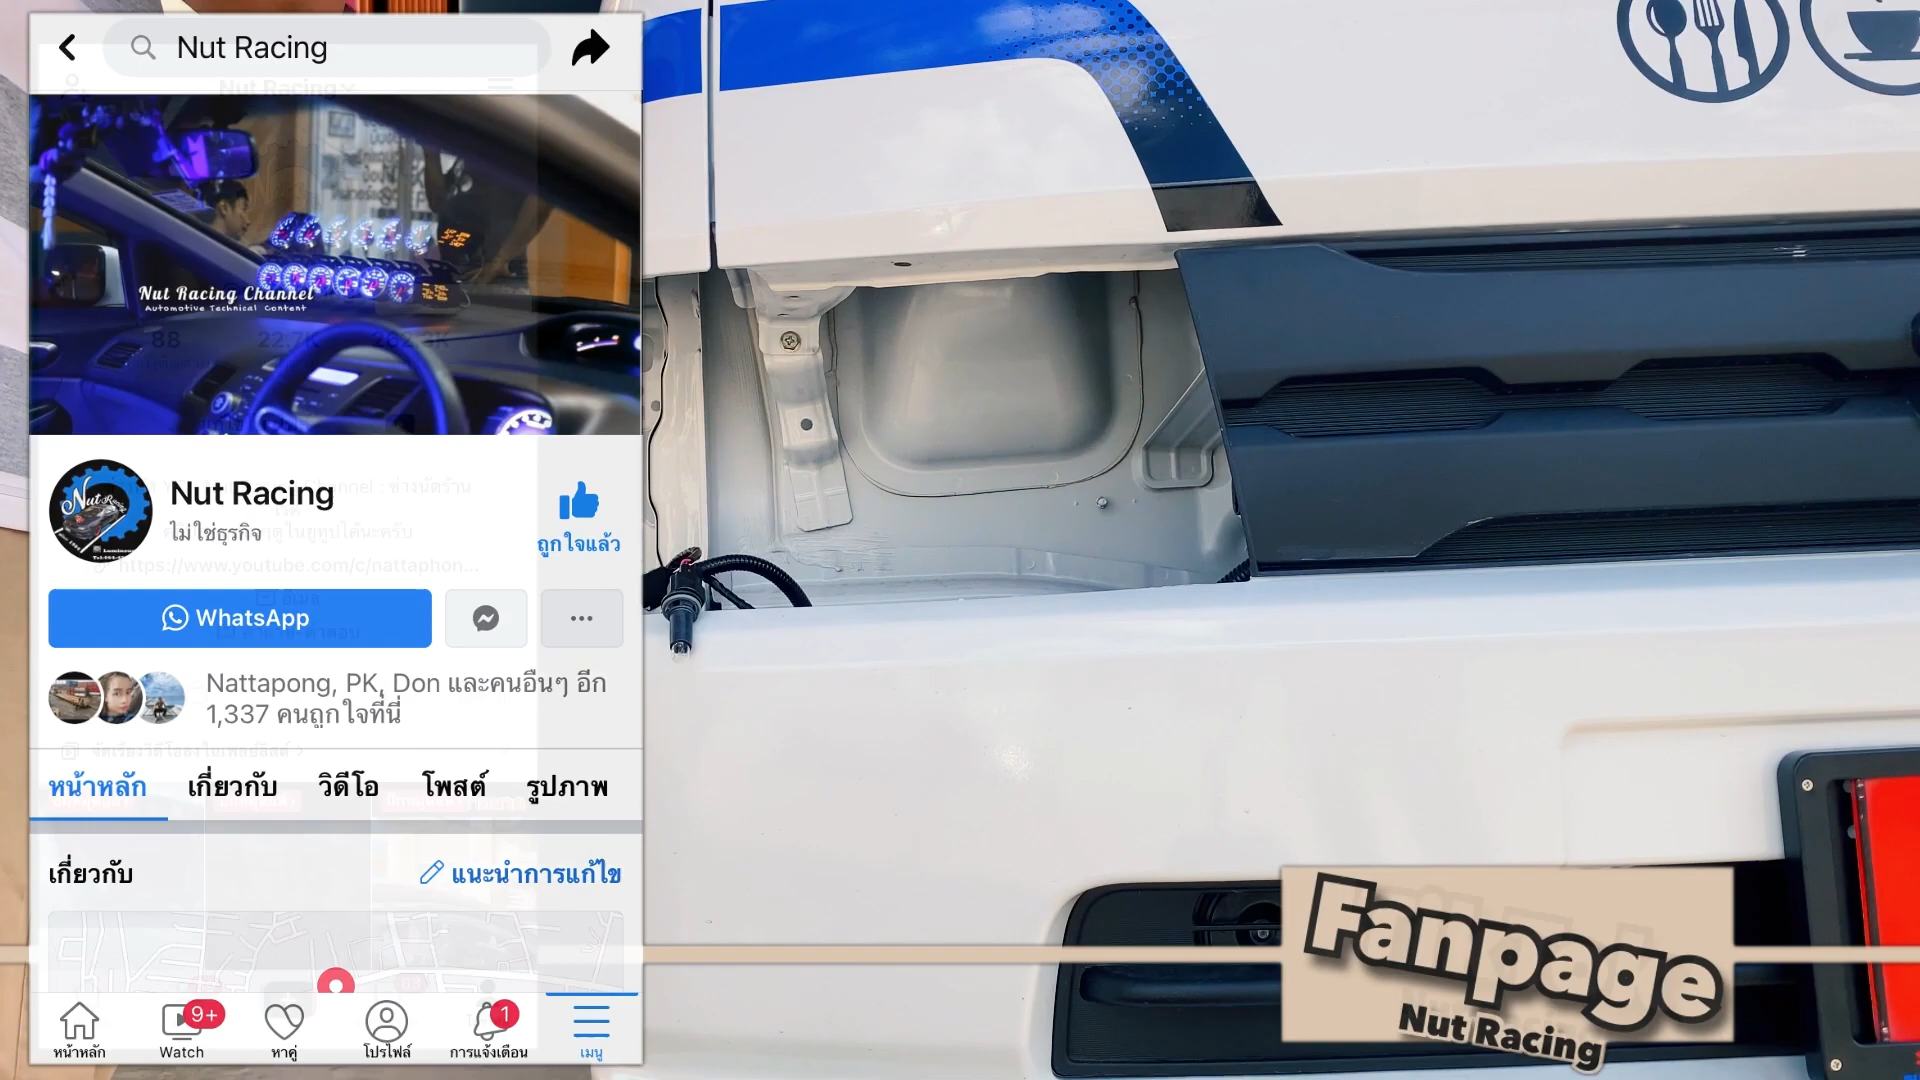 Nut Racing
Nut Racing Channel
Automotive Technical Content
Nut Racing
ไม่ใช่ธุรกิจ
ถูกใจแล้ว
WhatsApp
Nattapong, PK, Don และคนอื่นๆ อีก
1,337 คนถูกใจที่นี่
https://www.youtube.com/c/nattaphon...
หน้าหลัก เกี่ยวกับ วิดีโอ โพสต์ รูปภาพ
เกี่ยวกับ แนะนำการแก้ไข
9+ 1
หน้าหลัก Watch หาคู่ โปรไฟล์ การแจ้งเตือน เมนู
Fanpage
Nut Racing